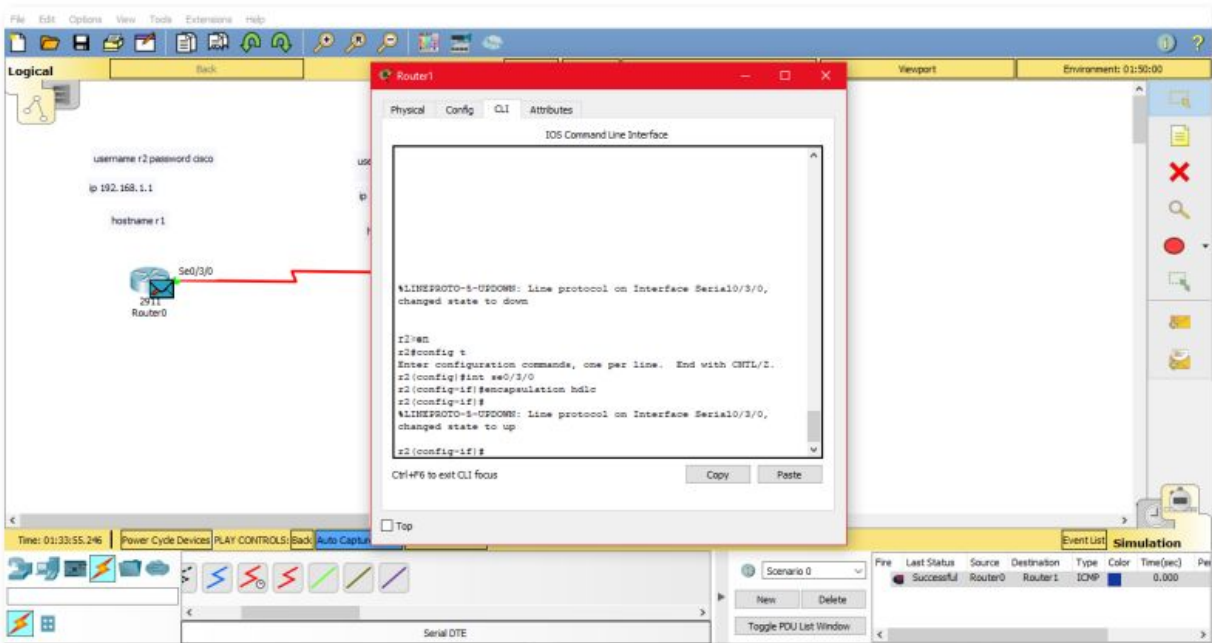 File Edit Options View Tools Extensions Help
Logical
Back
Viewport
Environment: 01:50:00
Router1
Physical Config CLI Attributes
IOS Command Line Interface
username r2 password cisco
ip 192.168.1.1
hostname r1
use
ip
h
Se0/3/0
2911
Router0
%LINEPROTO-5-UPDOWN: Line protocol on Interface Serial0/3/0,
changed state to down
r2>en
r2#config t
Enter configuration commands, one per line. End with CNTL/Z.
r2(config)#int se0/3/0
r2(config-if)#encapsulation hdlc
r2(config-if)#
%LINEPROTO-5-UPDOWN: Line protocol on Interface Serial0/3/0,
changed state to up
r2(config-if)#
Ctrl+F6 to exit CLI focus
Copy
Paste
Top
Time: 01:33:55.246
Power Cycle Devices
PLAY CONTROLS:
Back
Auto Captur
Event List
Simulation
Scenario 0
New
Delete
Toggle PDU List Window
Fire Last Status Source Destination Type Color Time(sec) Pe
Successful Router0 Router1 ICMP 0.000
Serial DTE